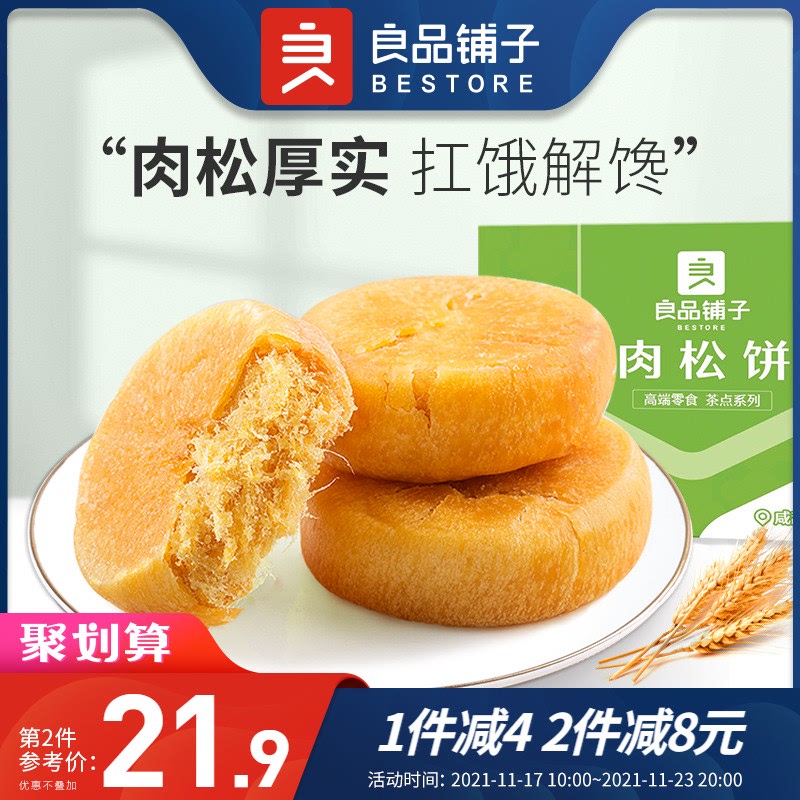 良品铺子
BESTORE
“肉松厚实 扛饿解馋”
良品铺子
BESTORE
肉松饼
高端零食 茶点系列
咸
聚划算
第2件
参考价:
21.9
优惠不叠加
1件减4 2件减8元
活动时间：2021-11-17 10:00~2021-11-23 20:00